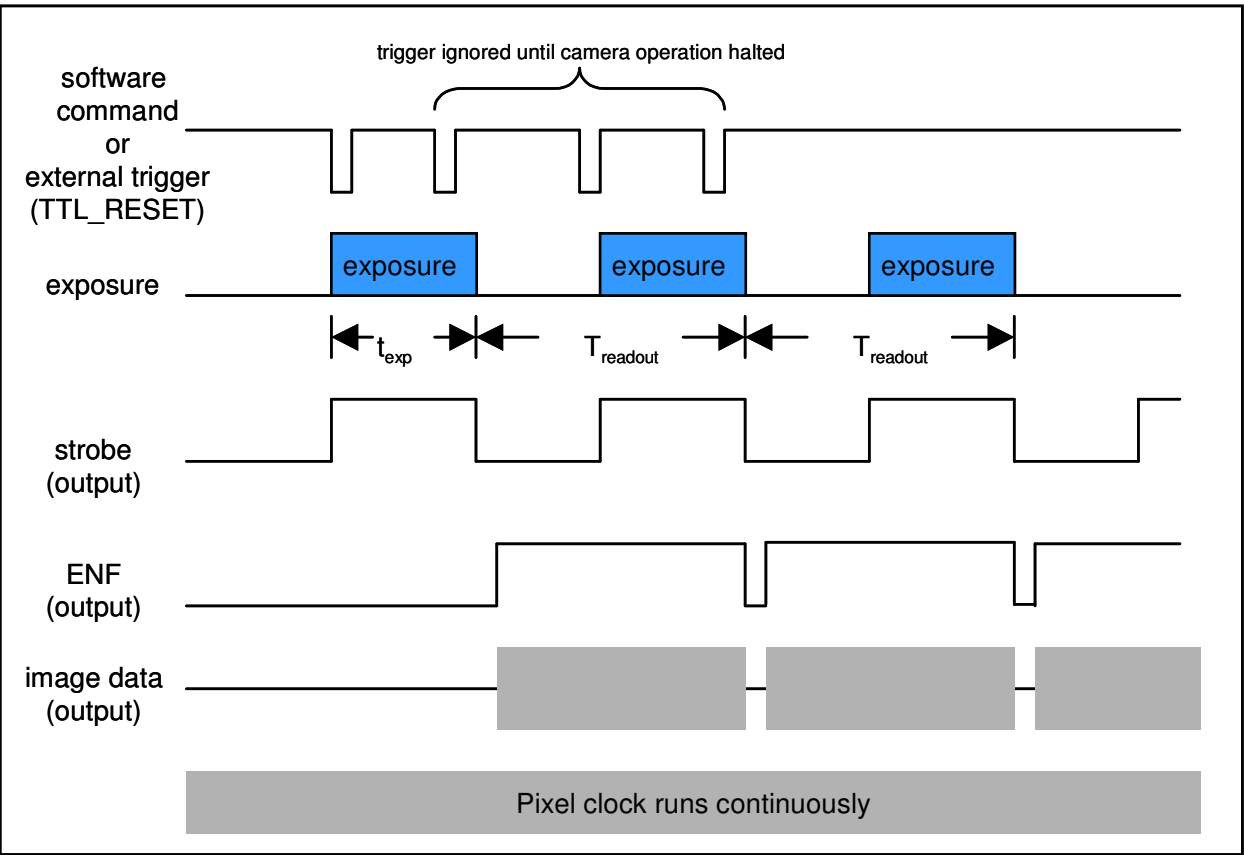 trigger ignored until camera operation halted
software
command
or
external trigger
(TTL_RESET)
exposure
exposure exposure exposure
texp Treadout Treadout
strobe
(output)
ENF
(output)
image data
(output)
Pixel clock runs continuously